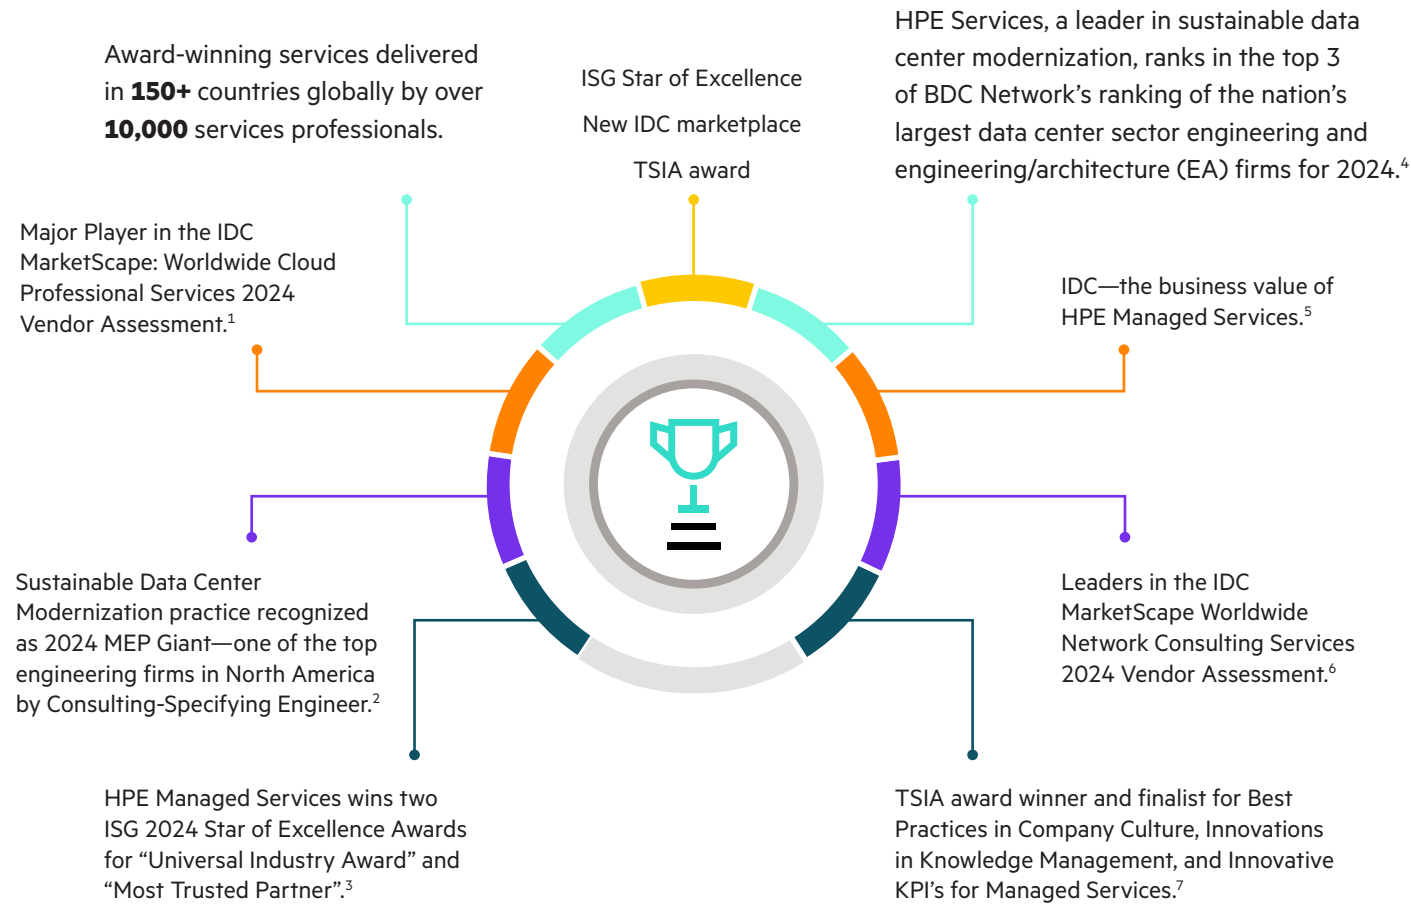 Award-winning services delivered
in 150+ countries globally by over
10,000 services professionals.
ISG Star of Excellence
New IDC marketplace
TSIA award
HPE Services, a leader in sustainable data
center modernization, ranks in the top 3
of BDC Network’s ranking of the nation’s
largest data center sector engineering and
engineering/architecture (EA) firms for 2024.4
Major Player in the IDC
MarketScape: Worldwide Cloud
Professional Services 2024
Vendor Assessment.1
IDC—the business value of
HPE Managed Services.5
Sustainable Data Center
Modernization practice recognized
as 2024 MEP Giant—one of the top
engineering firms in North America
by Consulting-Specifying Engineer.2
Leaders in the IDC
MarketScape Worldwide
Network Consulting Services
2024 Vendor Assessment.6
HPE Managed Services wins two
ISG 2024 Star of Excellence Awards
for “Universal Industry Award” and
“Most Trusted Partner”.3
TSIA award winner and finalist for Best
Practices in Company Culture, Innovations
in Knowledge Management, and Innovative
KPI’s for Managed Services.7